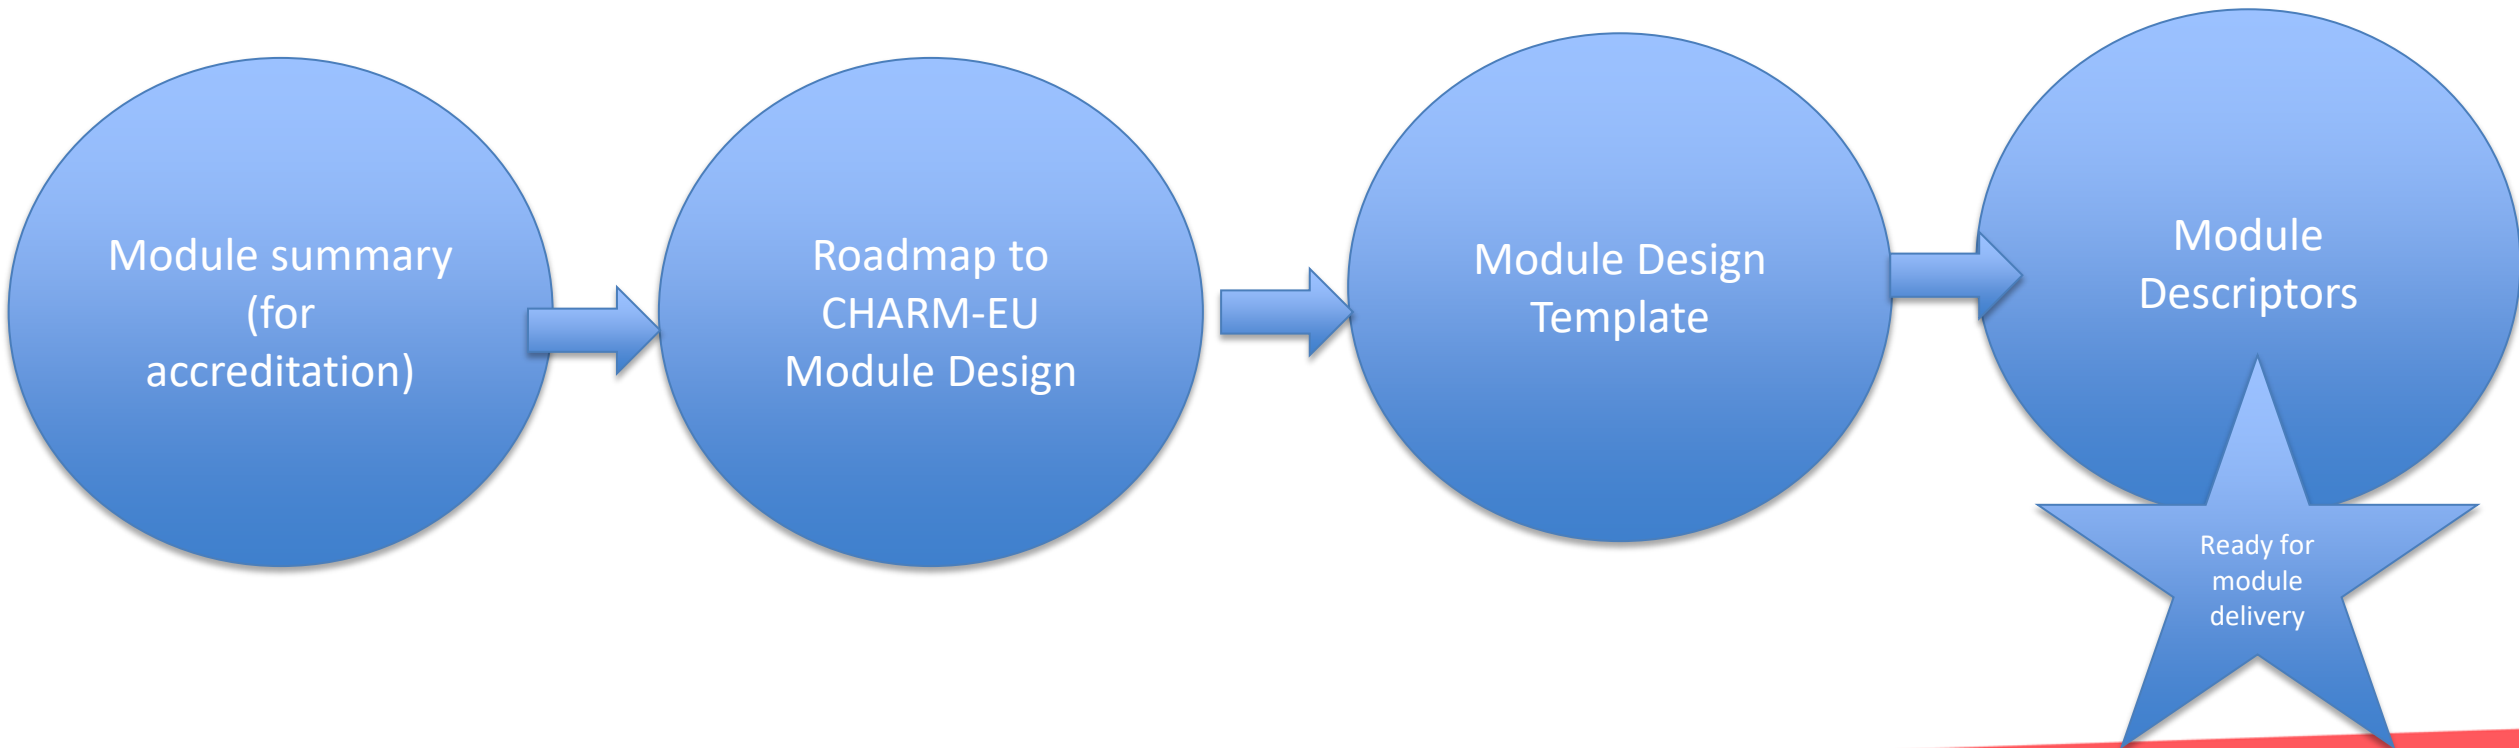 Module summary
(for
accreditation)
Roadmap to
CHARM-EU
Module Design
Module Design
Template
Module
Descriptors
Ready for
module
delivery